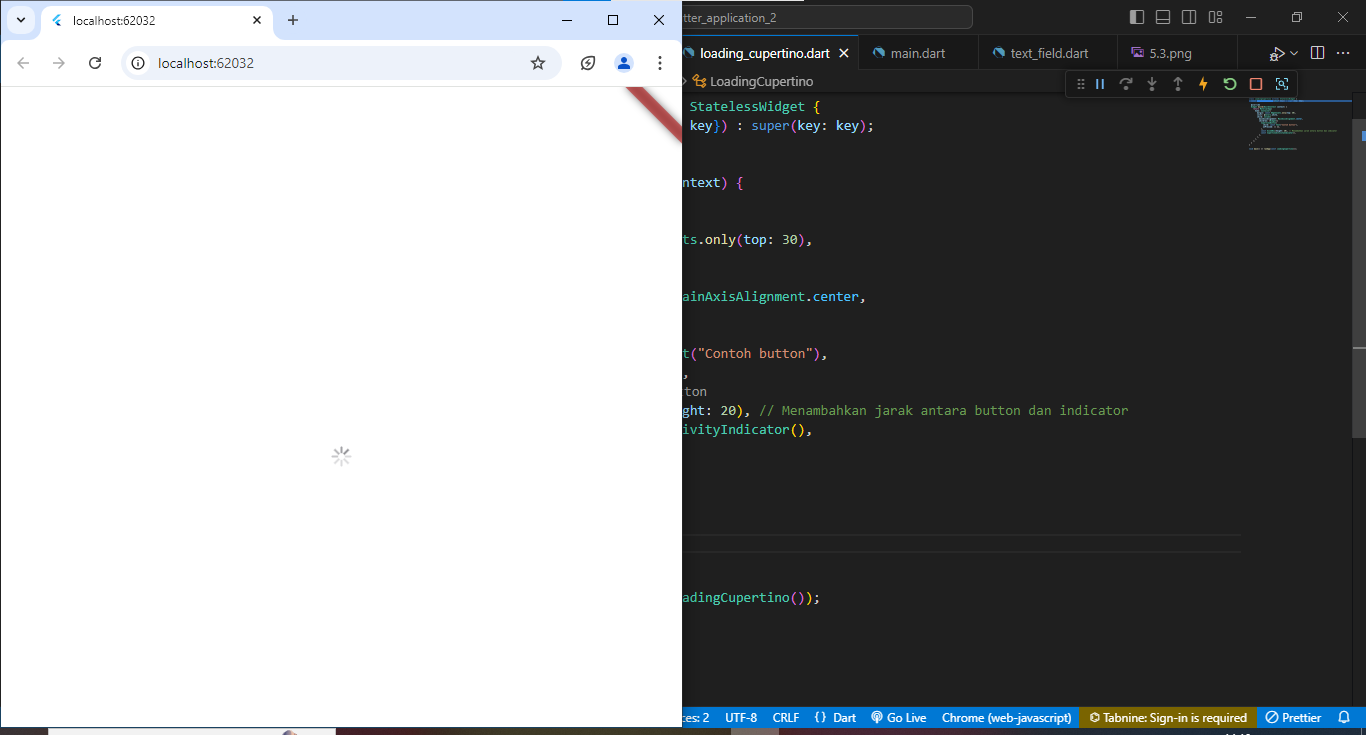 localhost:62032
localhost:62032
tter_application_2
loading_cupertino.dart
main.dart
text_field.dart
5.3.png
LoadingCupertino
StatelessWidget {
key}) : super(key: key);
ntext) {
ts.only(top: 30),
ainAxisAlignment.center,
t("Contoh button"),
,
ton
ght: 20), // Menambahkan jarak antara button dan indicator
ivityIndicator(),
adingCupertino());
ces: 2 UTF-8 CRLF {} Dart Go Live Chrome (web-javascript) Tabnine: Sign-in is required Prettier